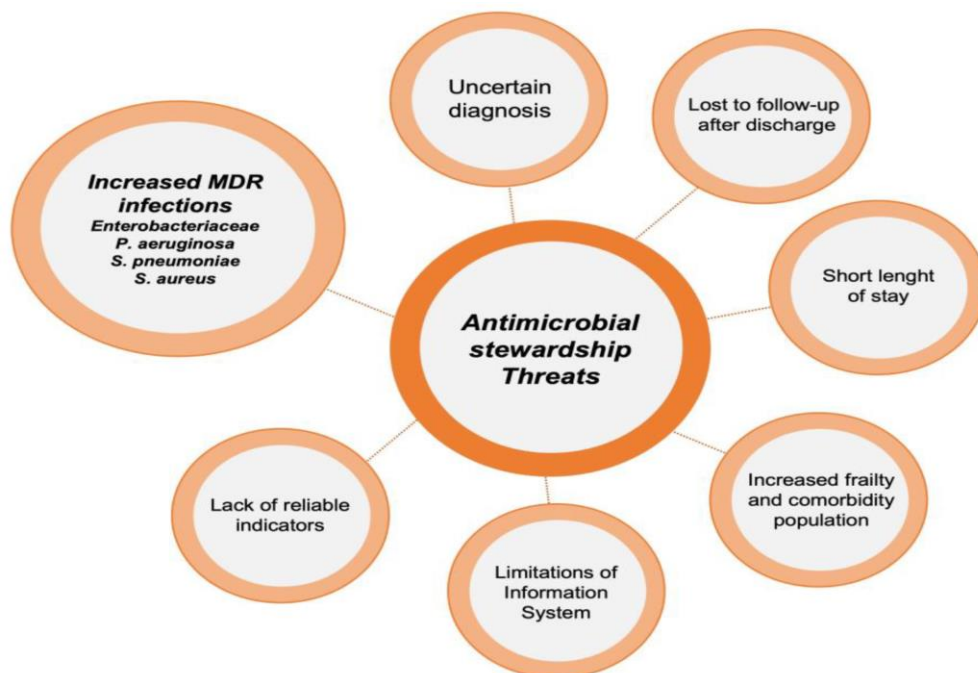 Uncertain
diagnosis
Lost to follow-up
after discharge
Increased MDR
infections
Enterobacteriaceae
P. aeruginosa
S. pneumoniae
S. aureus
Short lenght
of stay
Antimicrobial
stewardship
Threats
Lack of reliable
indicators
Increased frailty
and comorbidity
population
Limitations of
Information
System